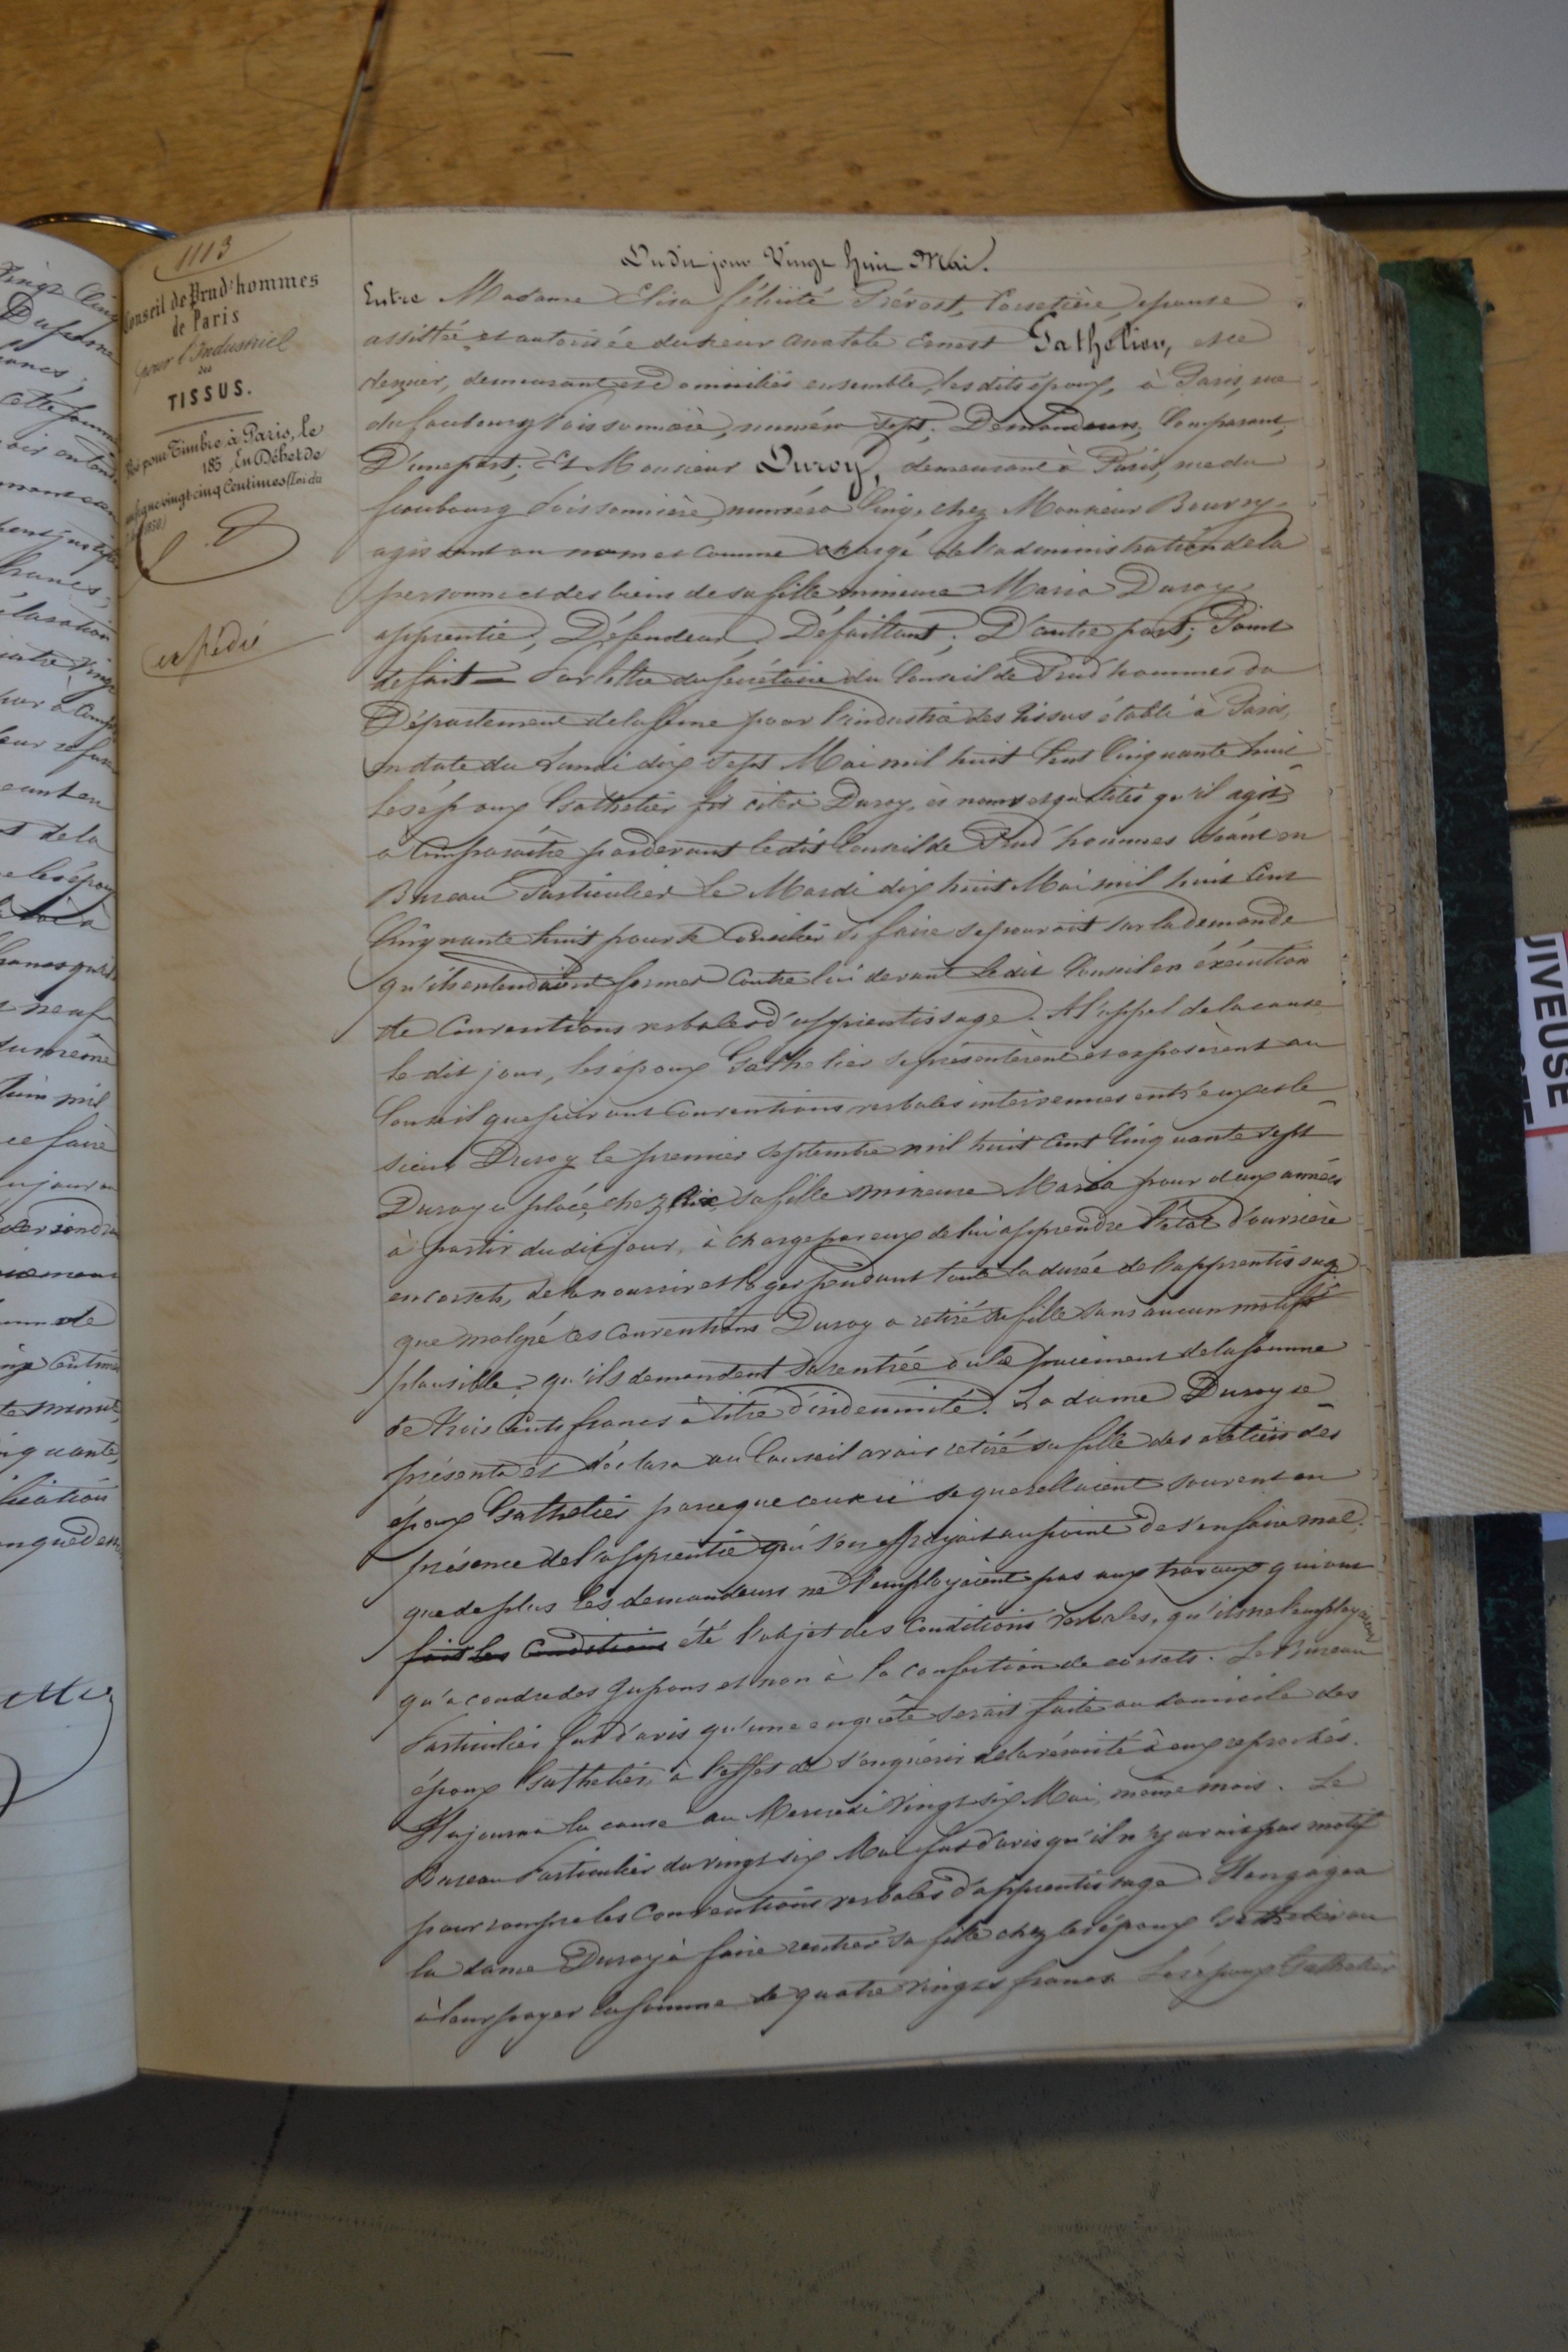 1113
Conseil de Prud'hommes
de Paris
pour l'Industriel
des
TISSUS.
Visé pour Timbre à Paris, le
185 En Débet de
vingt cinq Centimes (Loi du
1850)
expédié
Du dit jour Vingt huit Mai.
Entre Madame Elisa félicité Prévost, Corsetière, épouse
assistée et autorisée du sieur Anatole Ernest Gathelier, et ce
dernier, demeurant et domiciliés ensemble, les dits époux, à Paris, rue
du faubourg Poissonnière, numéro sept; Demandeurs; Comparant;
D'une part; Et Monsieur Duroy, demeurant à Paris, rue du
faubourg Poissonnière, numéro Cinq, chez Monsieur
agissant au nom et comme chargé de l'administration de la
personne et des biens de sa fille mineure Maria Duroy,
apprentie, Défendeur, Défaillant; D'autre part; Point
de fait = Par lettre du secrétaire du Conseil de Prud'hommes du
Département de la Seine pour l'industrie des Tissus établi à Paris,
en date du Lundi dix sept Mai mil huit Cent Cinquante huit
les époux Gathelier fit citer Duroy, ès noms et qualités qu'il agit,
à Comparaître pardevant le dit Conseil de Prud'hommes séant en
Bureau Particulier le Mardi dix huit Mai mil huit Cent
Cinquante huit pour se Concilier si faire se pouvait sur la demande
qu'ils entendaient former contre lui devant le dit Conseil en éxécution
de Conventions verbales d'apprentissage. A l'appel de la cause
le dit jour, les époux Gathelier se présentèrent et exposèrent au
Conseil que suivant Conventions verbales intervenues entr'eux et le
sieur Duroy le premier septembre mil huit Cent Cinquante sept
Duroy a placé, chez eux, sa fille mineure Maria pour deux années
à partir du dit jour, à charge par eux de lui apprendre l'état d'ouvrière
en corsets, de la nourrir et loger pendant toute la durée de l'apprentissage
que malgré ces Conventions Duroy a retiré sa fille sans aucun motif
plausible; qu'ils demandent sa rentrée ou le paiement de la somme
de trois Cents francs à titre d'indemnité. La dame Duroy se
présenta et déclara au Conseil avoir retiré sa fille des ateliers des
époux Gathelier parceque ceux ci se querellaient souvent en
présence de l'apprentie qui s'en effrayait au point de s'en faire mal;
que de plus les demandeurs ne l'employaient pas aux travaux qui ont
fait les Conditions été l'objet des Conditions verbales, qu'ils ne l'employaient
qu'à coudre des Jupons et non à la confection de corsets. Le Bureau
Particulier fut d'avis qu'une enquête serait faite au domicile des
époux Gathelier, à l'effet de s'enquérir de la à eux reprochés.
Il ajourna la cause au Mercredi Vingt six Mai, même mois. Le
Bureau Particulier du vingt six Mai fut d'avis qu'il n'y avait pas motif
pour rompre les Conventions verbales d'apprentissage. Il engagea
la dame Duroy à faire rentrer sa fille chez les époux Gathelier ou
à leur payer la somme de quatre Vingts francs. Les époux Gathelier